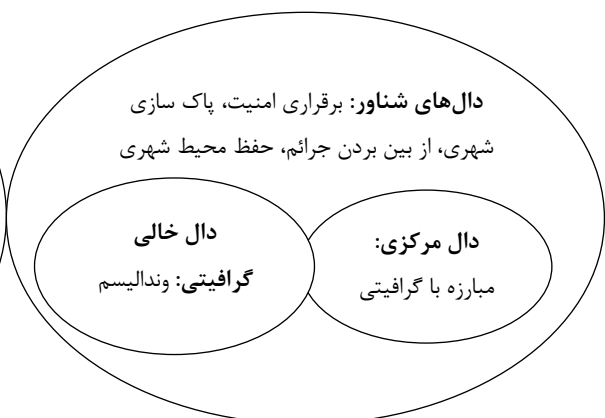 دال‌های شناور: برقراری امنیت، پاک سازی
شهری، از بین بردن جرائم، حفظ محیط شهری
دال مرکزی:
مبارزه با گرافیتی
دال خالی
گرافیتی: وندالیسم